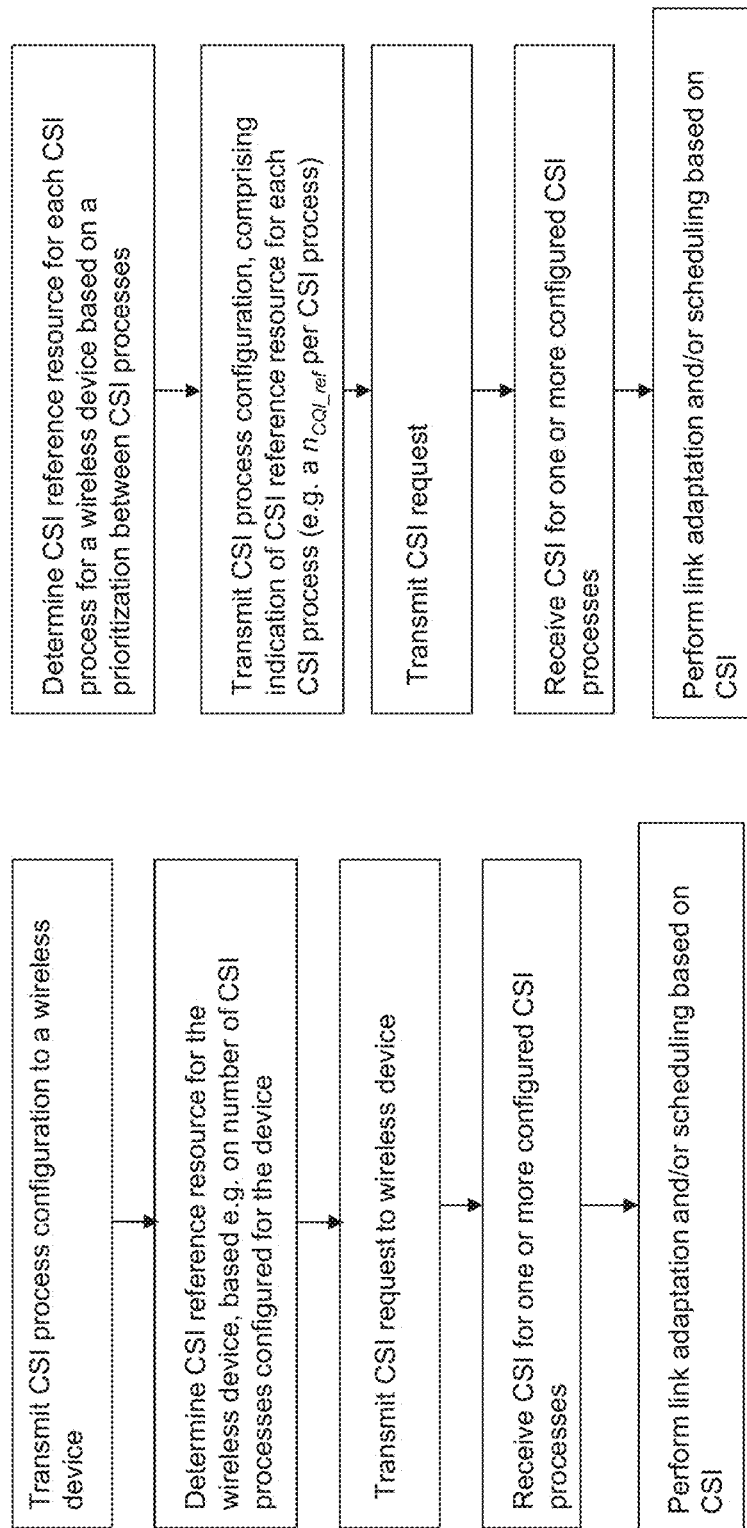 Transmit CSI process configuration to a wireless
device
Determine CSI reference resource for the
wireless device, based e.g. on number of CSI
processes configured for the device
Transmit CSI request to wireless device
Receive CSI for one or more configured CSI
processes
Perform link adaptation and/or scheduling based on
CSI
Determine CSI reference resource for each CSI
process for a wireless device based on a
prioritization between CSI processes
Transmit CSI process configuration, comprising
indication of CSI reference resource for each
CSI process (e.g. a n_CQI_ref per CSI process)
Transmit CSI request
Receive CSI for one or more configured CSI
processes
Perform link adaptation and/or scheduling based on
CSI